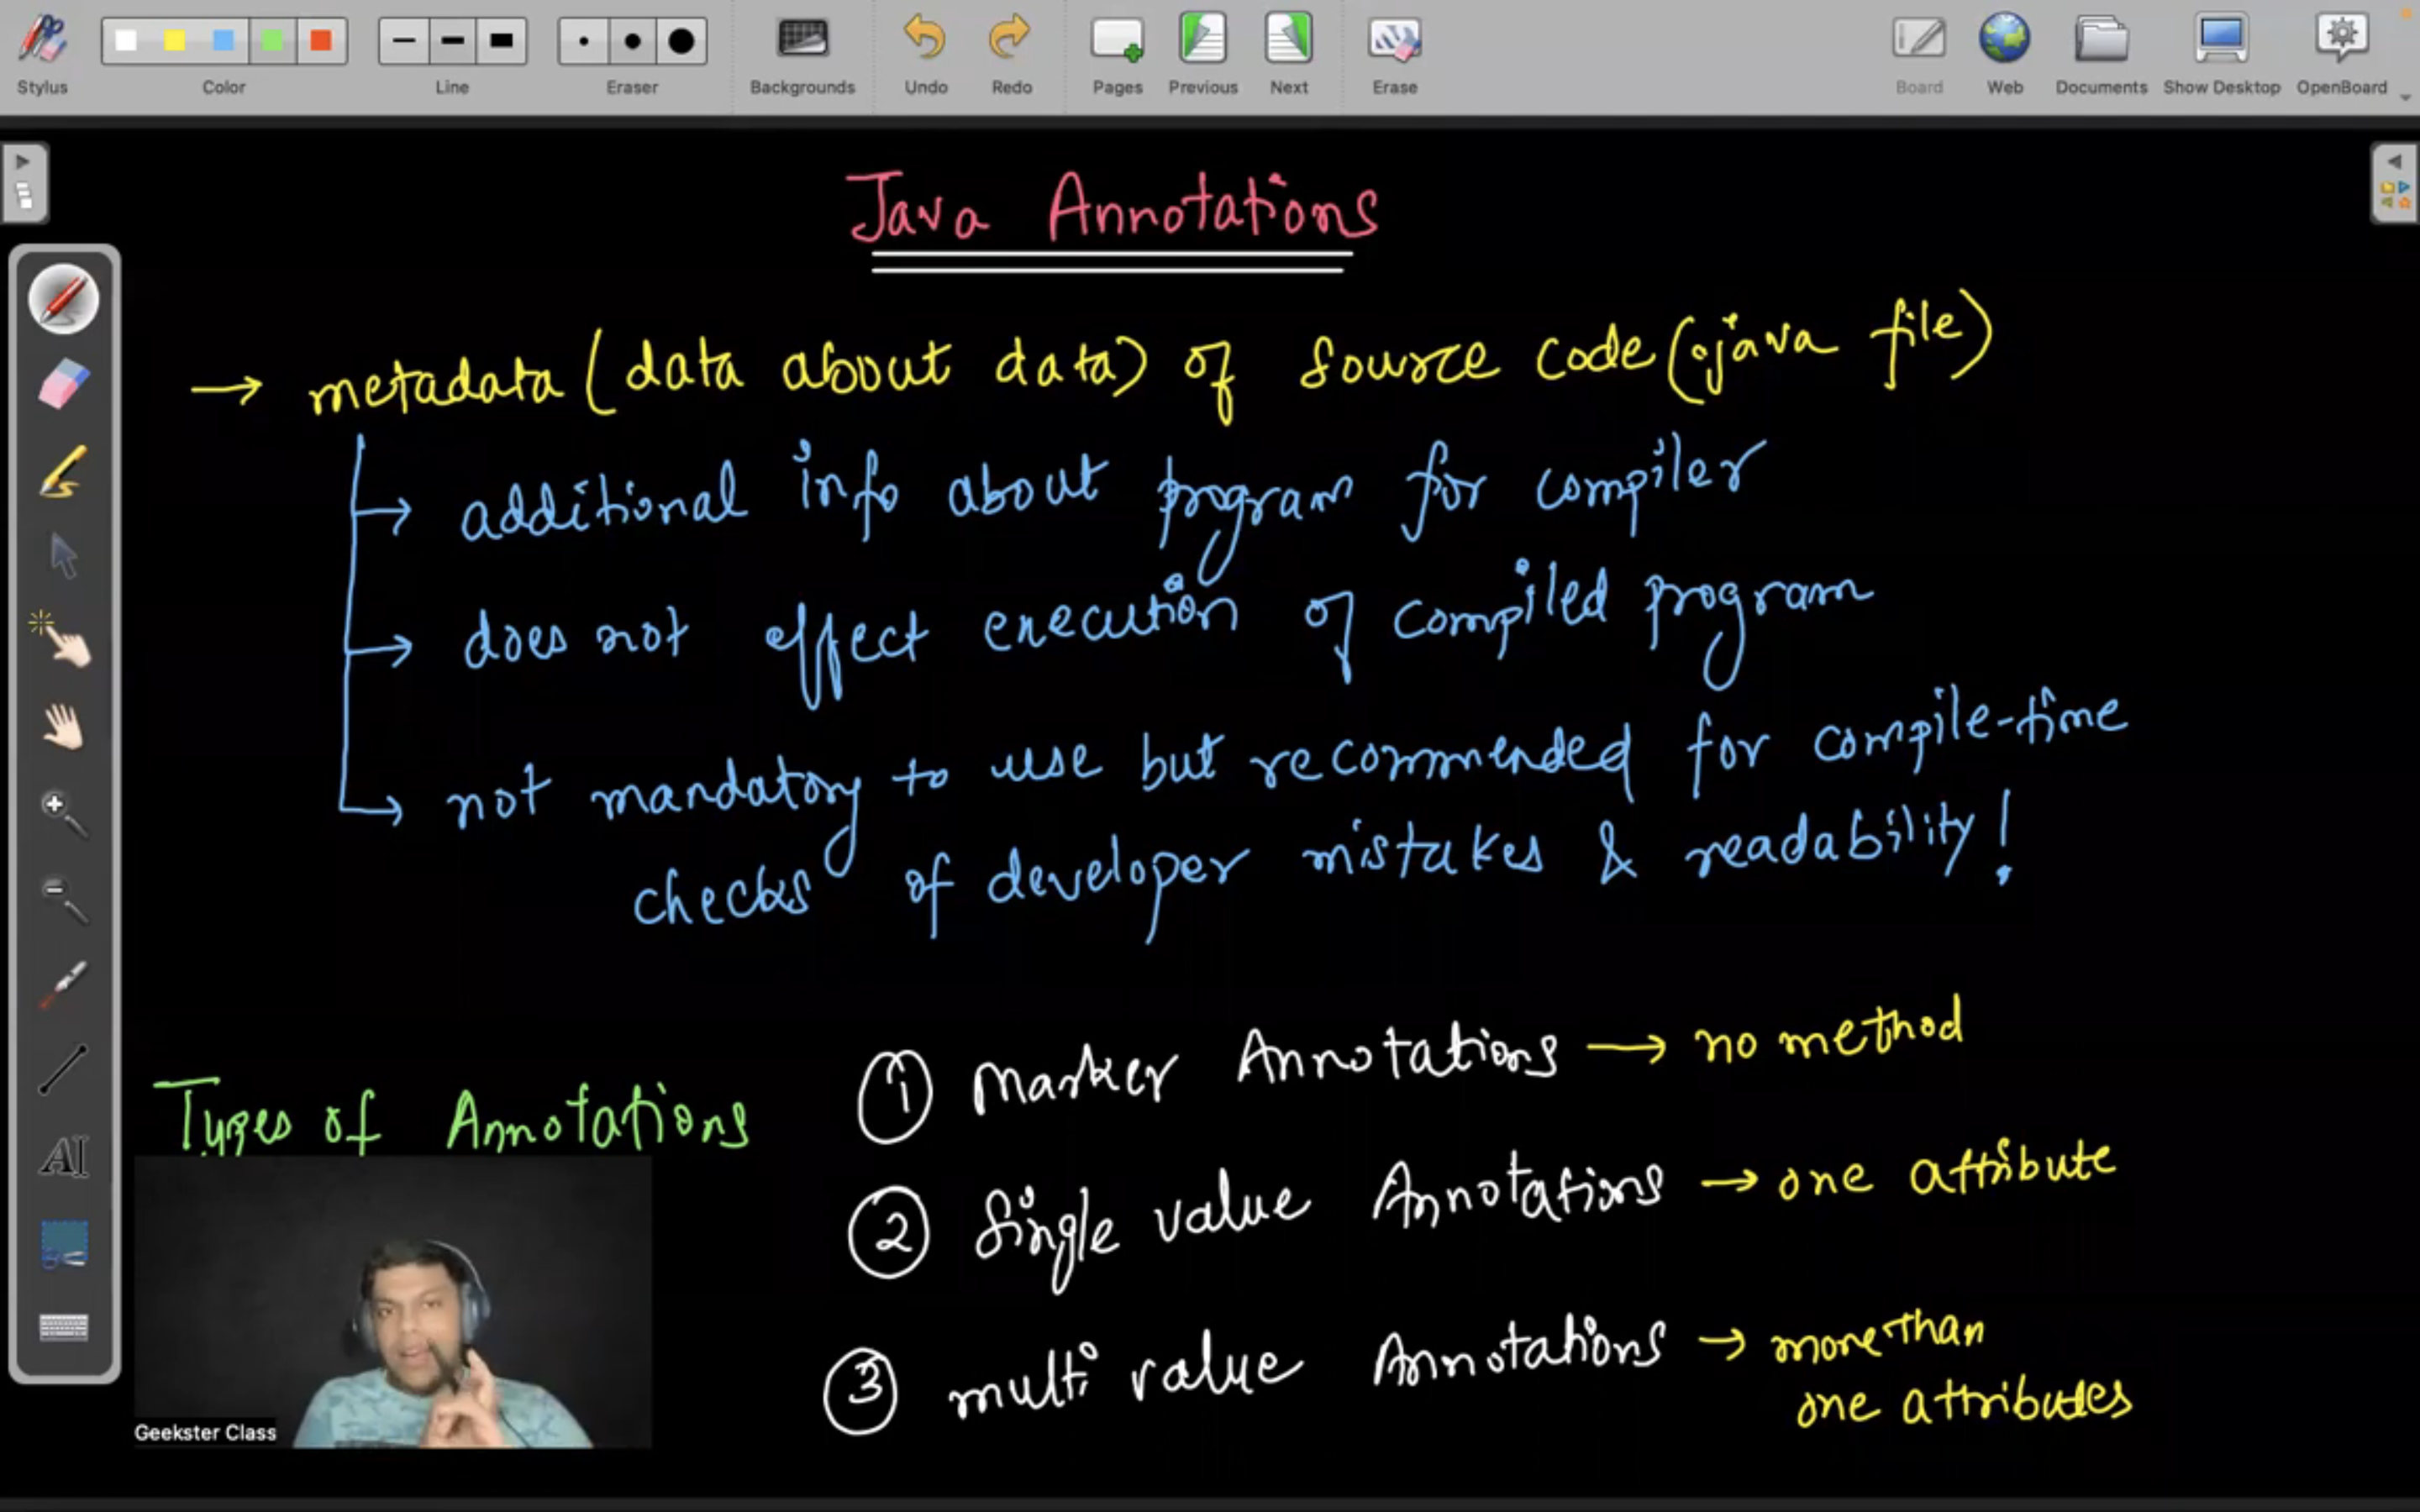 Stylus Color Line Eraser Backgrounds Undo Redo Pages Previous Next Erase Board Web Documents Show Desktop OpenBoard
Java Annotations
→ metadata (data about data) of source code (.java file)
→ additional info about program for compiler
→ does not effect execution of compiled program
→ not mandatory to use but recommended for compile-time
checks of developer mistakes & readability!
Types of Annotations
① Marker Annotations → no method
② Single value Annotations → one attribute
③ multi value Annotations → more than
one attributes
AI
Geekster Class